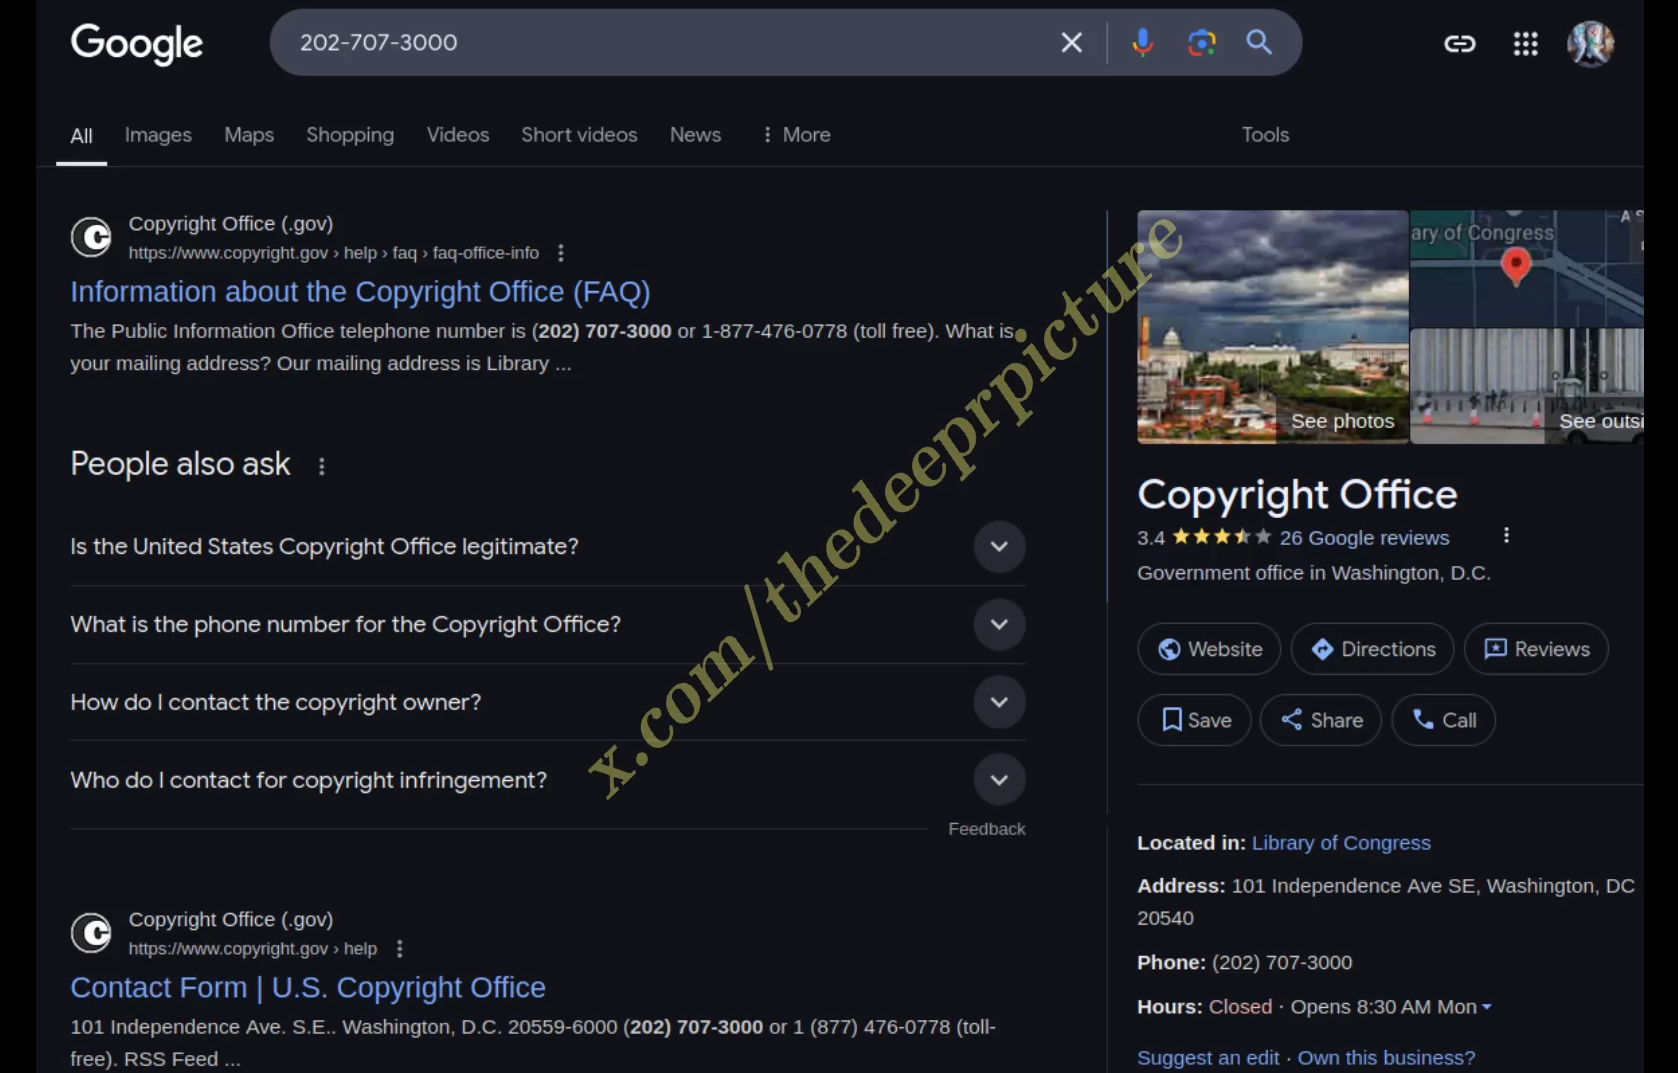 Google
202-707-3000
All Images Maps Shopping Videos Short videos News More Tools
Copyright Office (.gov)
https://www.copyright.gov › help › faq › faq-office-info
Information about the Copyright Office (FAQ)
The Public Information Office telephone number is (202) 707-3000 or 1-877-476-0778 (toll free). What is
your mailing address? Our mailing address is Library ...
People also ask
Is the United States Copyright Office legitimate?
What is the phone number for the Copyright Office?
How do I contact the copyright owner?
Who do I contact for copyright infringement?
Feedback
Copyright Office (.gov)
https://www.copyright.gov › help
Contact Form | U.S. Copyright Office
101 Independence Ave. S.E.. Washington, D.C. 20559-6000 (202) 707-3000 or 1 (877) 476-0778 (toll-
free). RSS Feed ...
x.com/thedeeprpicture
ary of Congress
See photos
See outsi
Copyright Office
3.4 26 Google reviews
Government office in Washington, D.C.
Website Directions Reviews
Save Share Call
Located in: Library of Congress
Address: 101 Independence Ave SE, Washington, DC
20540
Phone: (202) 707-3000
Hours: Closed · Opens 8:30 AM Mon
Suggest an edit · Own this business?